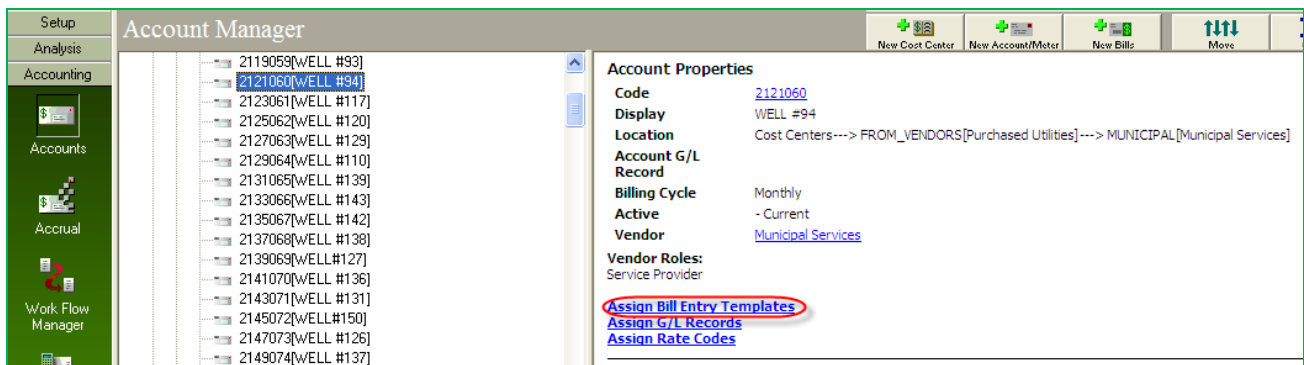 Setup
Analysis
Accounting
Accounts
Accrual
Work Flow
Manager
Account Manager
New Cost Center
New Account/Meter
New Bills
Move
2119059[WELL #93]
2121060[WELL #94]
2123061[WELL #117]
2125062[WELL #120]
2127063[WELL #129]
2129064[WELL #110]
2131065[WELL #139]
2133066[WELL #143]
2135067[WELL #142]
2137068[WELL #138]
2139069[WELL#127]
2141070[WELL #136]
2143071[WELL #131]
2145072[WELL#150]
2147073[WELL #126]
2149074[WELL #137]
Account Properties
Code 2121060
Display WELL #94
Location Cost Centers---> FROM_VENDORS[Purchased Utilities]---> MUNICIPAL[Municipal Services]
Account G/L
Record
Billing Cycle Monthly
Active - Current
Vendor Municipal Services
Vendor Roles:
Service Provider
Assign Bill Entry Templates
Assign G/L Records
Assign Rate Codes